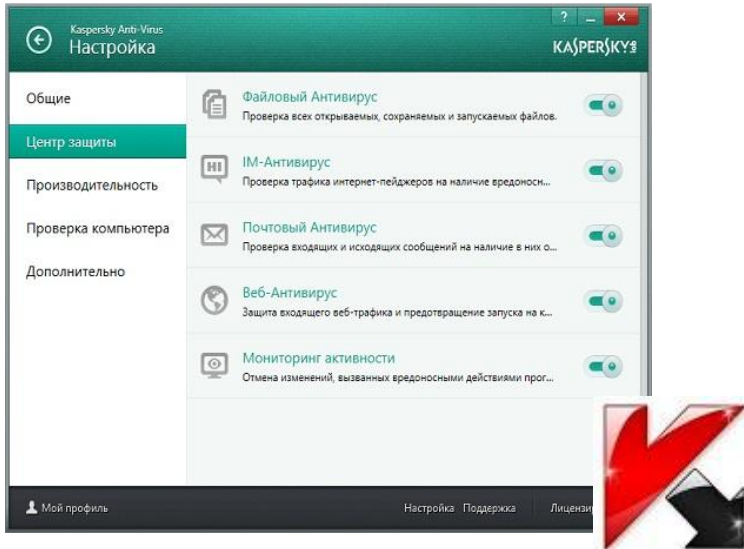 Kaspersky Anti-Virus
Настройка
KASPERSKY
Общие
Центр защиты
Производительность
Проверка компьютера
Дополнительно
Файловый Антивирус
Проверка всех открываемых, сохраняемых и запускаемых файлов.
IM-Антивирус
Проверка трафика интернет-пейджеров на наличие вредоносн...
HI
Почтовый Антивирус
Проверка входящих и исходящих сообщений на наличие в них о...
Веб-Антивирус
Защита входящего веб-трафика и предотвращение запуска на к...
Мониторинг активности
Отмена изменений, вызванных вредоносными действиями прог...
Мой профиль
Настройка Поддержка